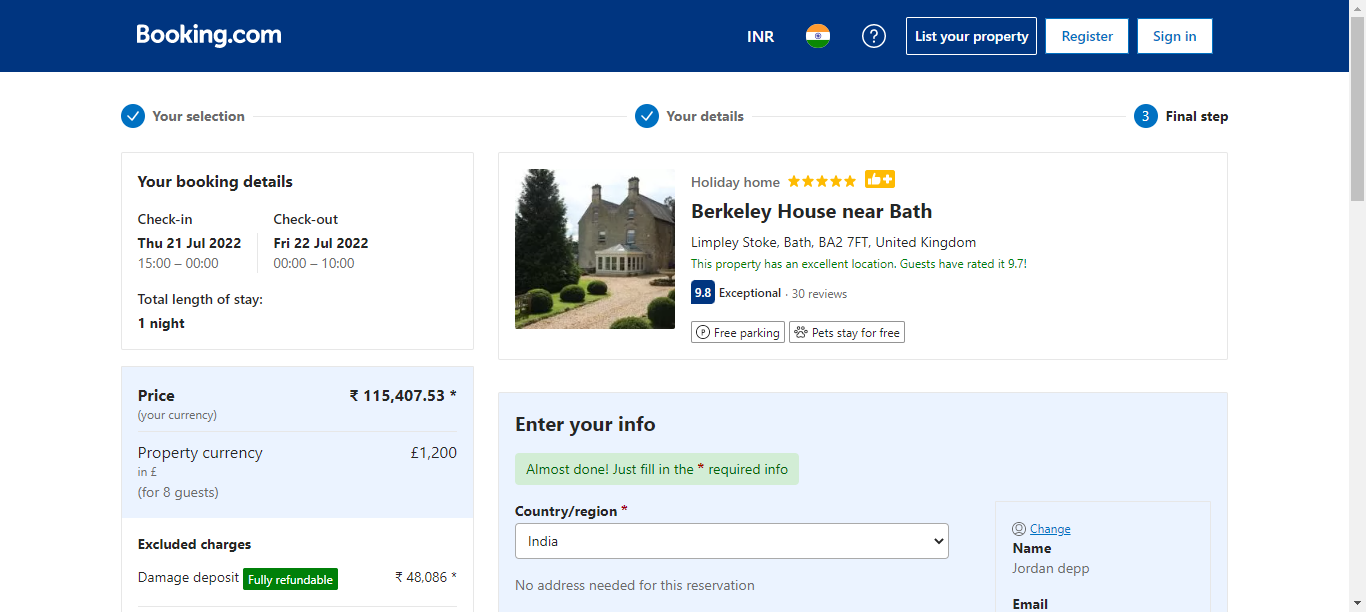 Booking.com
INR
List your property
Register
Sign in
Your selection
Your details
3 Final step
Your booking details
Check-in
Thu 21 Jul 2022
15:00 – 00:00
Check-out
Fri 22 Jul 2022
00:00 – 10:00
Total length of stay:
1 night
Price ₹ 115,407.53 *
(your currency)
Property currency £1,200
in £
(for 8 guests)
Excluded charges
Damage deposit Fully refundable ₹ 48,086 *
Holiday home
Berkeley House near Bath
Limpley Stoke, Bath, BA2 7FT, United Kingdom
This property has an excellent location. Guests have rated it 9.7!
9.8 Exceptional · 30 reviews
Free parking Pets stay for free
Enter your info
Almost done! Just fill in the * required info
Country/region *
India
No address needed for this reservation
Change
Name
Jordan depp
Email